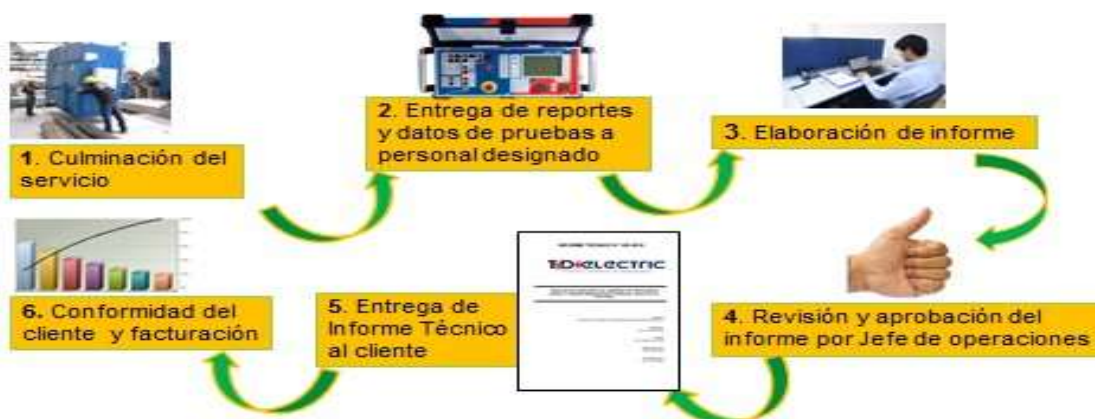 1. Culminación del
servicio
2. Entrega de reportes
y datos de pruebas a
personal designado
3. Elaboración de informe
4. Revisión y aprobación del
informe por Jefe de operaciones
5. Entrega de
Informe Técnico
al cliente
6. Conformidad del
cliente y facturación